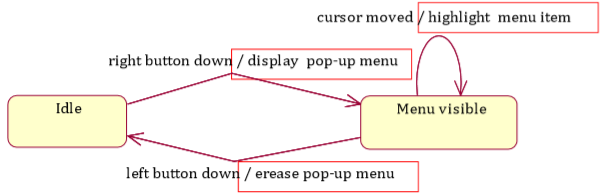 cursor moved / highlight menu item
right button down / display pop-up menu
Idle
Menu visible
left button down / erease pop-up menu